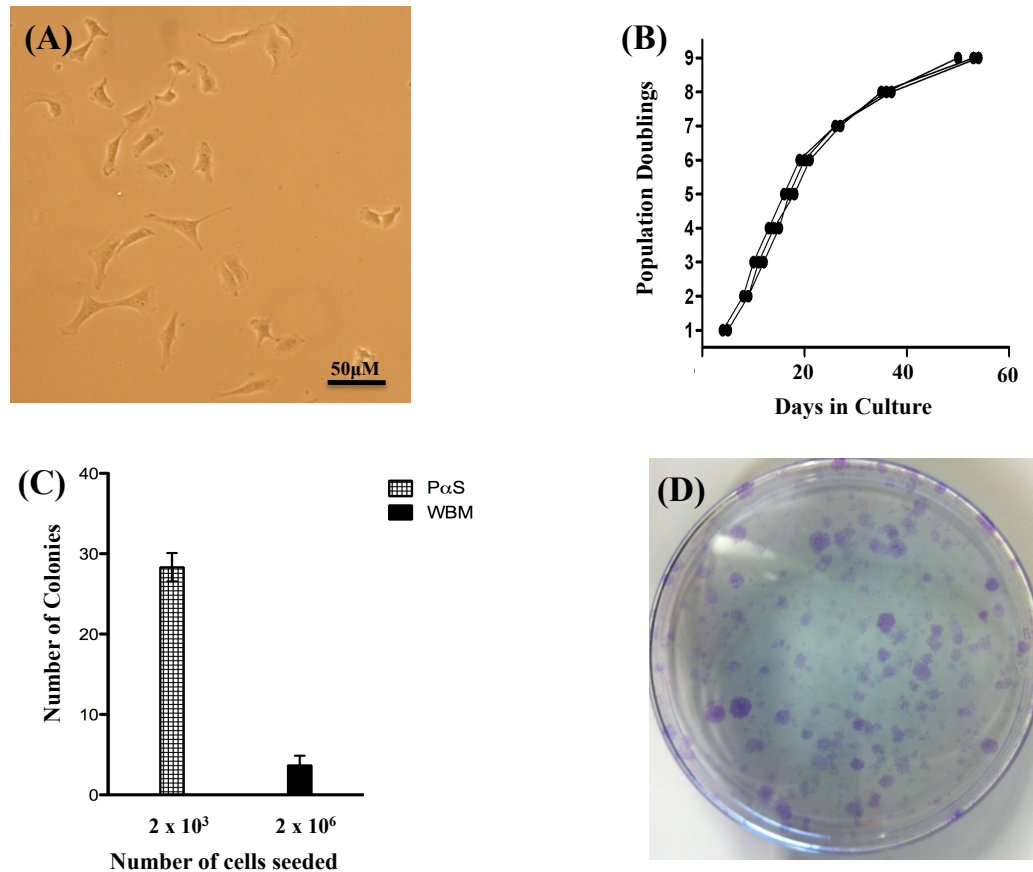 (A)
50µM
(B)
Population Doublings
9
8
7
6
5
4
3
2
1
20
40
60
Days in Culture
(C)
Number of Colonies
40
30
20
10
0
PαS
WBM
2 x 10³
2 x 10⁶
Number of cells seeded
(D)